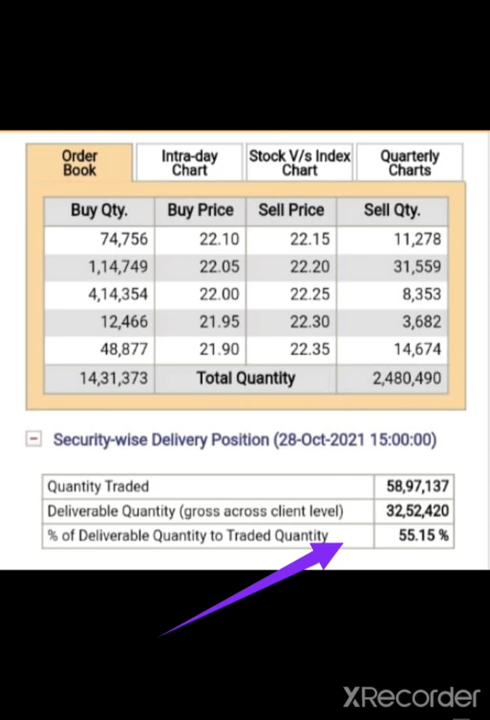 Order Book
Intra-day Chart
Stock V/s Index Chart
Quarterly Charts
Buy Qty. Buy Price Sell Price Sell Qty.
74,756 22.10 22.15 11,278
1,14,749 22.05 22.20 31,559
4,14,354 22.00 22.25 8,353
12,466 21.95 22.30 3,682
48,877 21.90 22.35 14,674
14,31,373 Total Quantity 2,480,490
Security-wise Delivery Position (28-Oct-2021 15:00:00)
Quantity Traded 58,97,137
Deliverable Quantity (gross across client level) 32,52,420
% of Deliverable Quantity to Traded Quantity 55.15 %
XRecorder